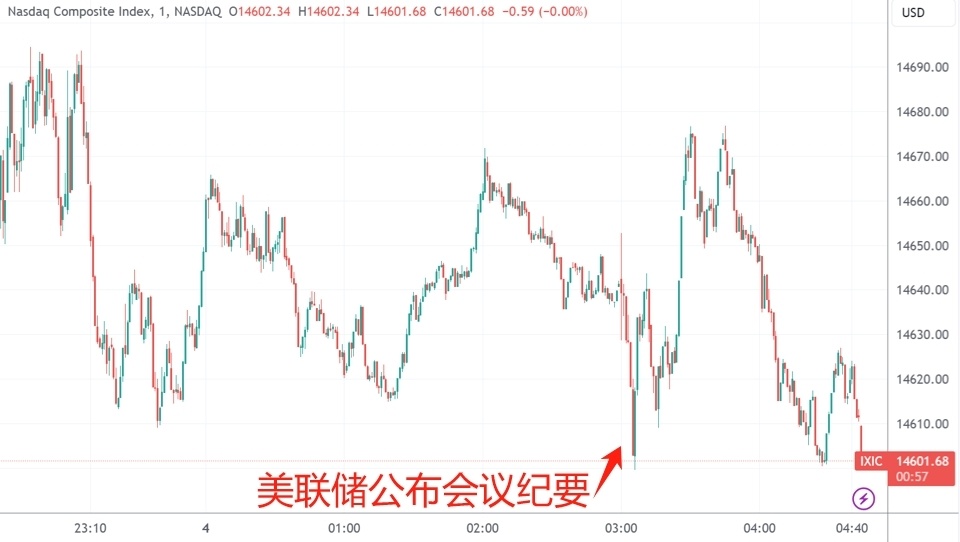 Nasdaq Composite Index, 1, NASDAQ O14602.34 H14602.34 L14601.68 C14601.68 −0.59 (−0.00%)
USD
14690.00
14680.00
14670.00
14660.00
14650.00
14640.00
14630.00
14620.00
14610.00
IXIC 14601.68
00:57
美联储公布会议纪要
23:10 4 01:00 02:00 03:00 04:00 04:40